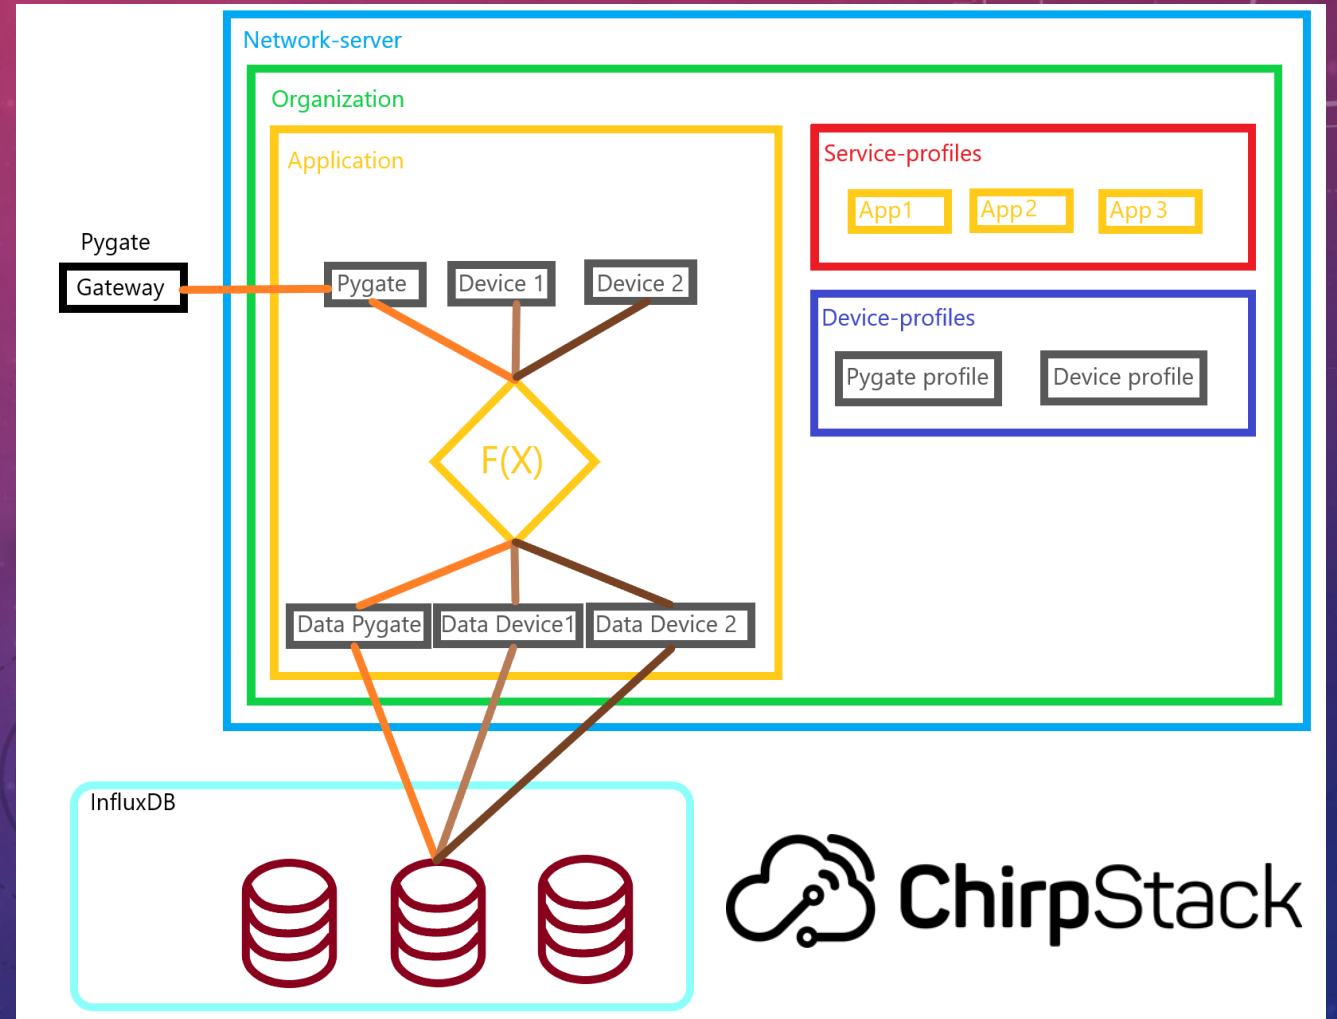 Network-server
Organization
Application
Service-profiles
App1
App2
App3
Pygate
Gateway
Pygate
Device 1
Device 2
Device-profiles
Pygate profile
Device profile
F(X)
Data Pygate
Data Device1
Data Device 2
InfluxDB
ChirpStack